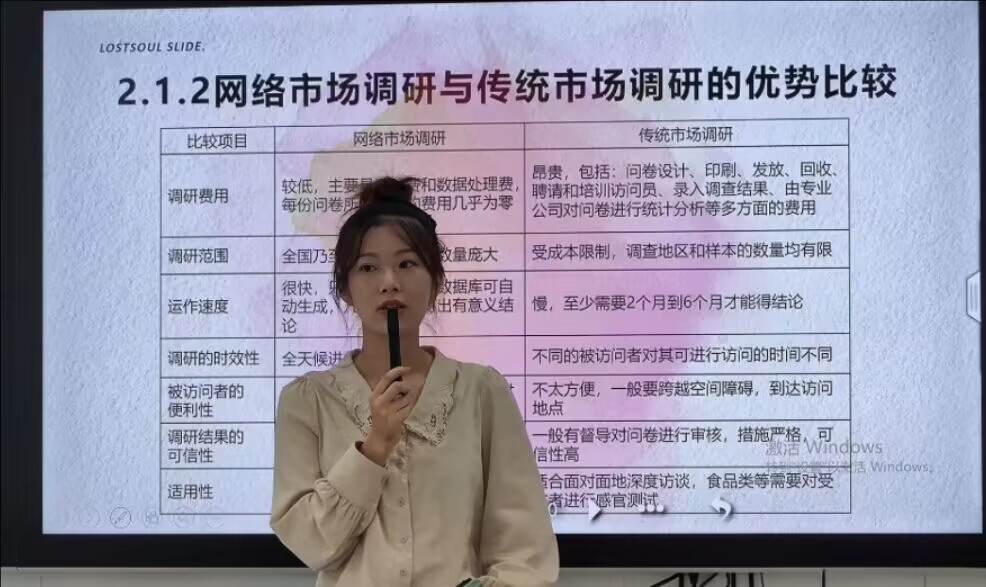 LOSTSOUL SLIDE.
2.1.2网络市场调研与传统市场调研的优势比较
比较项目 网络市场调研 传统市场调研
调研费用
较低，主要是 费和数据处理费，
每份问卷所 的费用几乎为零
昂贵，包括：问卷设计、印刷、发放、回收、
聘请和培训访问员、录入调查结果、由专业
公司对问卷进行统计分析等多方面的费用
调研范围
全国乃至 数量庞大
受成本限制，调查地区和样本的数量均有限
运作速度
很快， 数据库可自
动生成， 出有意义结
论
慢，至少需要2个月到6个月才能得结论
调研的时效性
全天候进
不同的被访问者对其可进行访问的时间不同
被访问者的
便利性
不太方便，一般要跨越空间障碍，到达访问
地点
调研结果的
可信性
一般有督导对问卷进行审核，措施严格，可
信性高
适用性
适合面对面地深度访谈，食品类等需要对受
者进行感官测试
激活 Windows
激活 Windows。